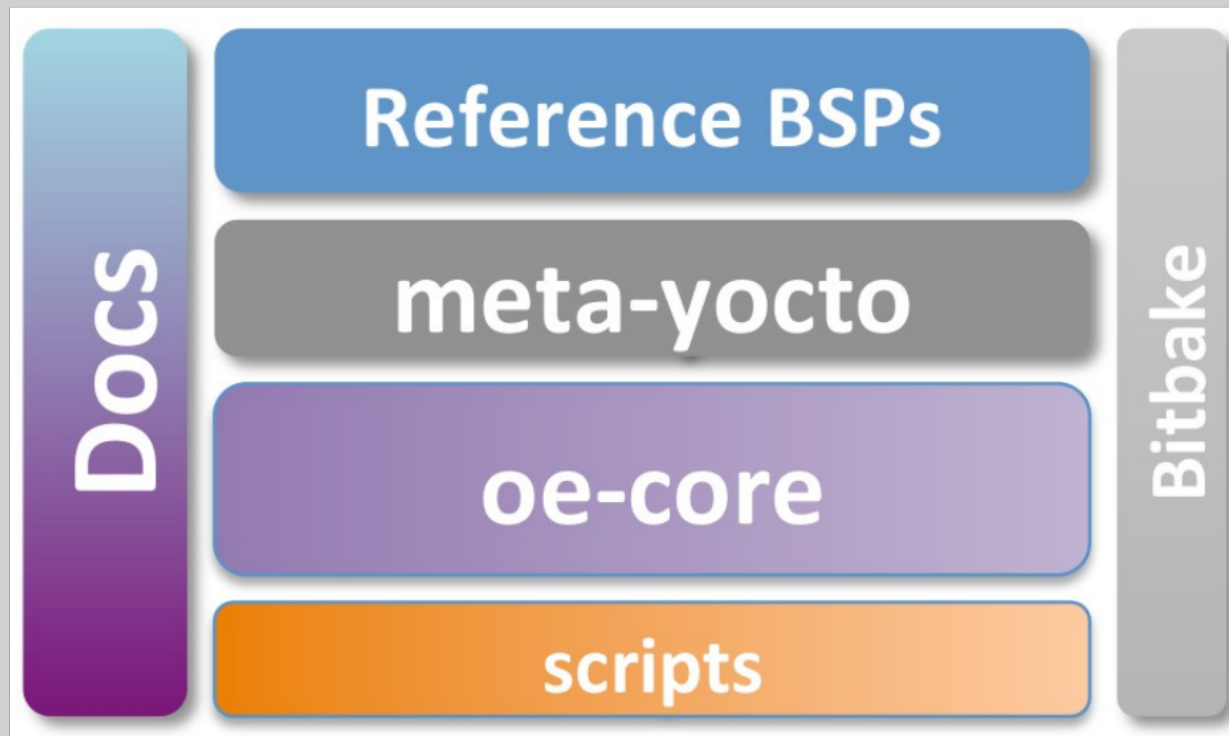 Docs
Reference BSPs
meta-yocto
oe-core
scripts
Bitbake